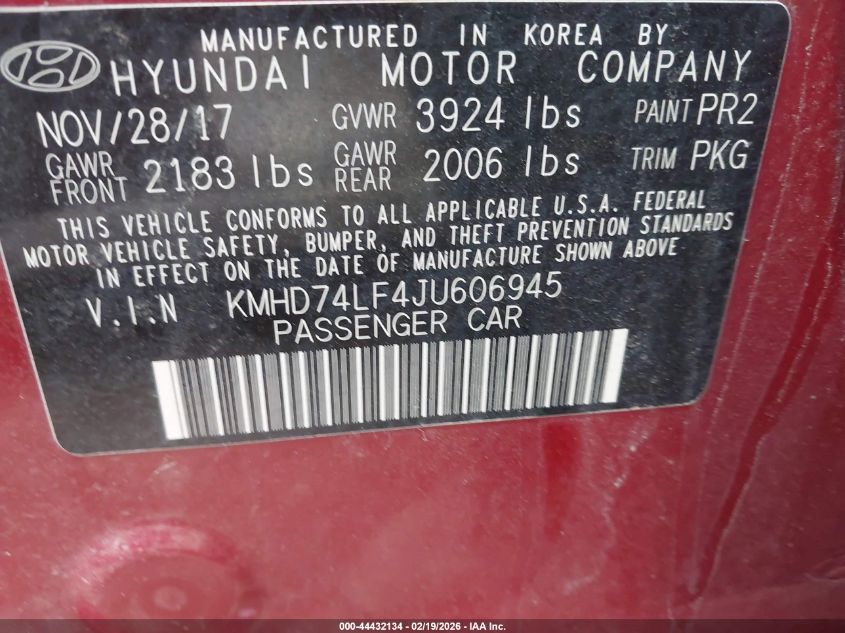 MANUFACTURED IN KOREA BY
HYUNDAI MOTOR COMPANY
NOV/28/17 GVWR 3924 lbs PAINT PR2
GAWR FRONT 2183 lbs GAWR REAR 2006 lbs TRIM PKG
THIS VEHICLE CONFORMS TO ALL APPLICABLE U.S.A. FEDERAL
MOTOR VEHICLE SAFETY, BUMPER, AND THEFT PREVENTION STANDARDS
IN EFFECT ON THE DATE OF MANUFACTURE SHOWN ABOVE
V.I.N KMHD74LF4JU606945
PASSENGER CAR
000-44432134 - 02/19/2026 - IAA Inc.